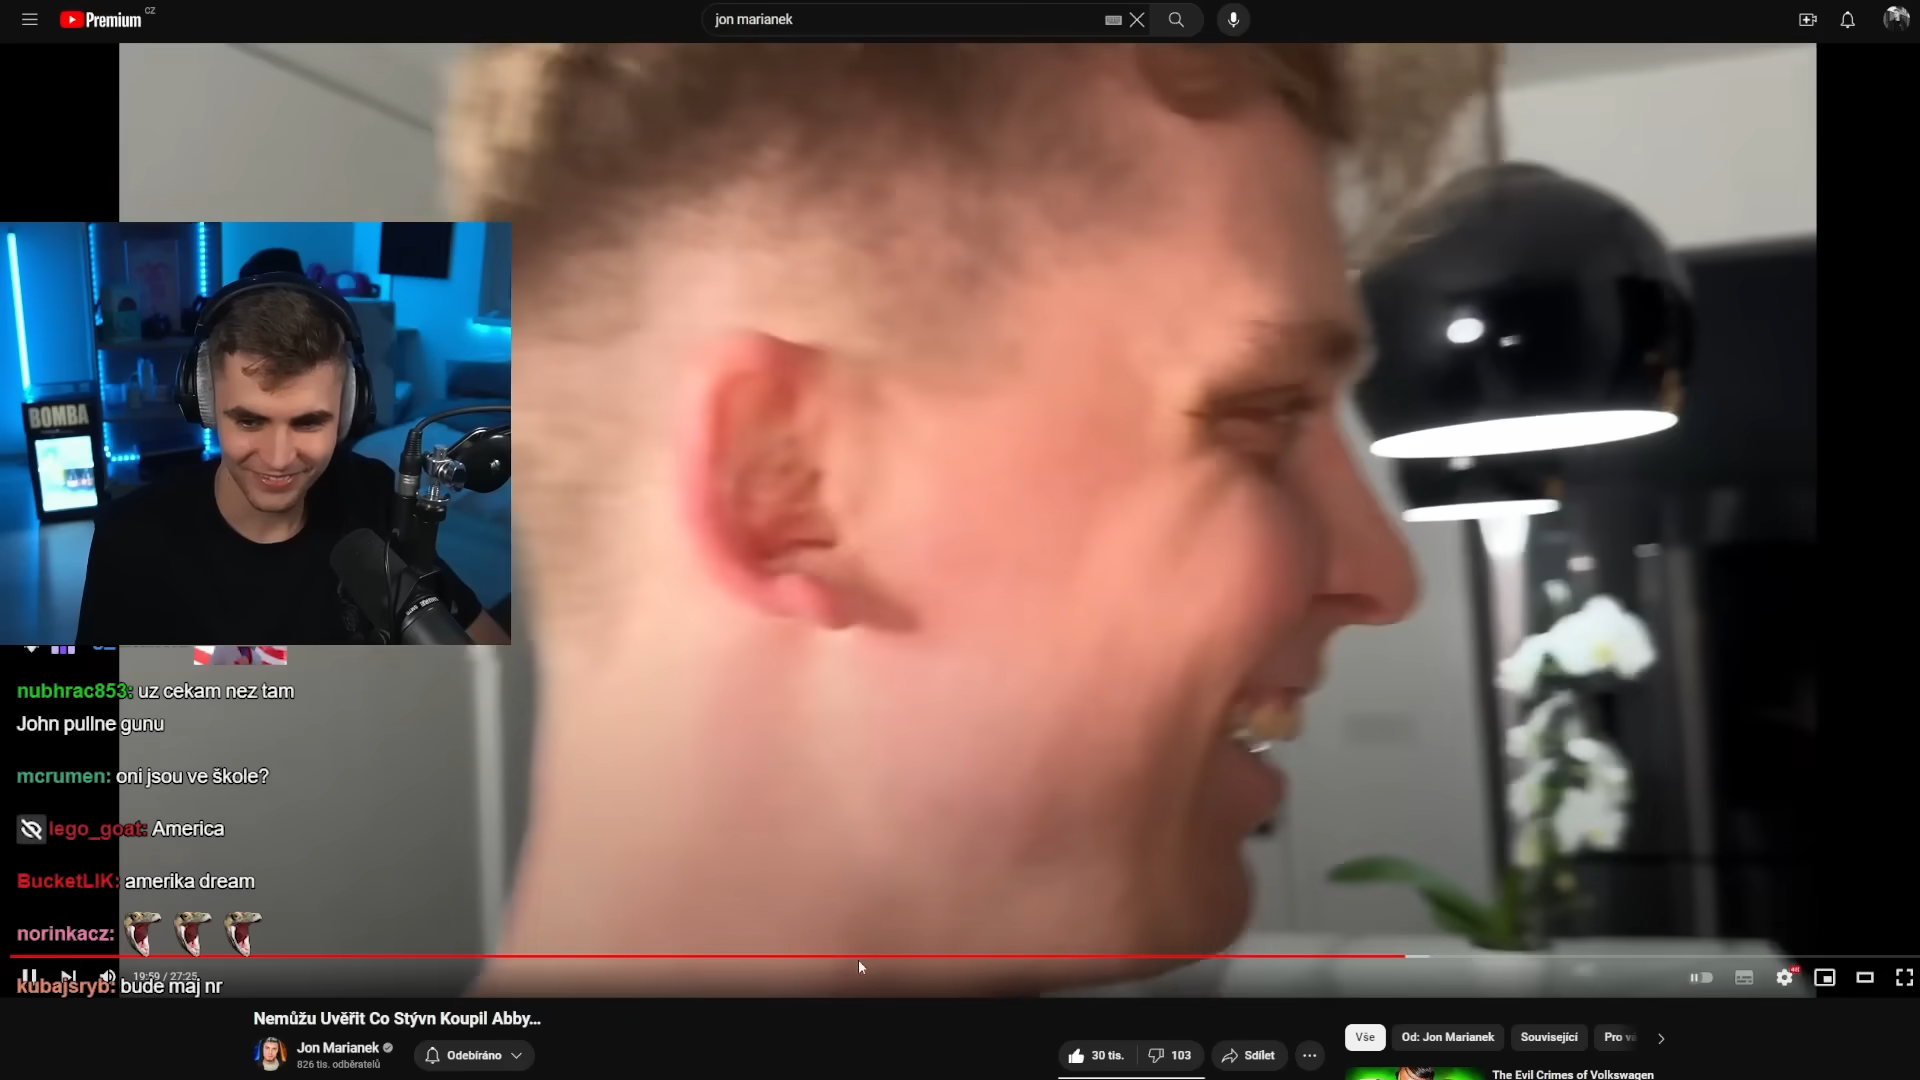 Premium CZ
jon marianek
BOMBA
nubhrac853: uz cekam nez tam
John pullne gunu
mcrumen: oni jsou ve škole?
lego_goat: America
BucketLIK: amerika dream
norinkacz:
19:59 / 27:25
kubajsryb: bude maj nr
Nemůžu Uvěřit Co Stývn Koupil Abby...
Jon Marianek
826 tis. odběratelů
Odebíráno
30 tis.
103
Sdílet
Vše
Od: Jon Marianek
Související
Pro
The Evil Crimes of Volkswagen